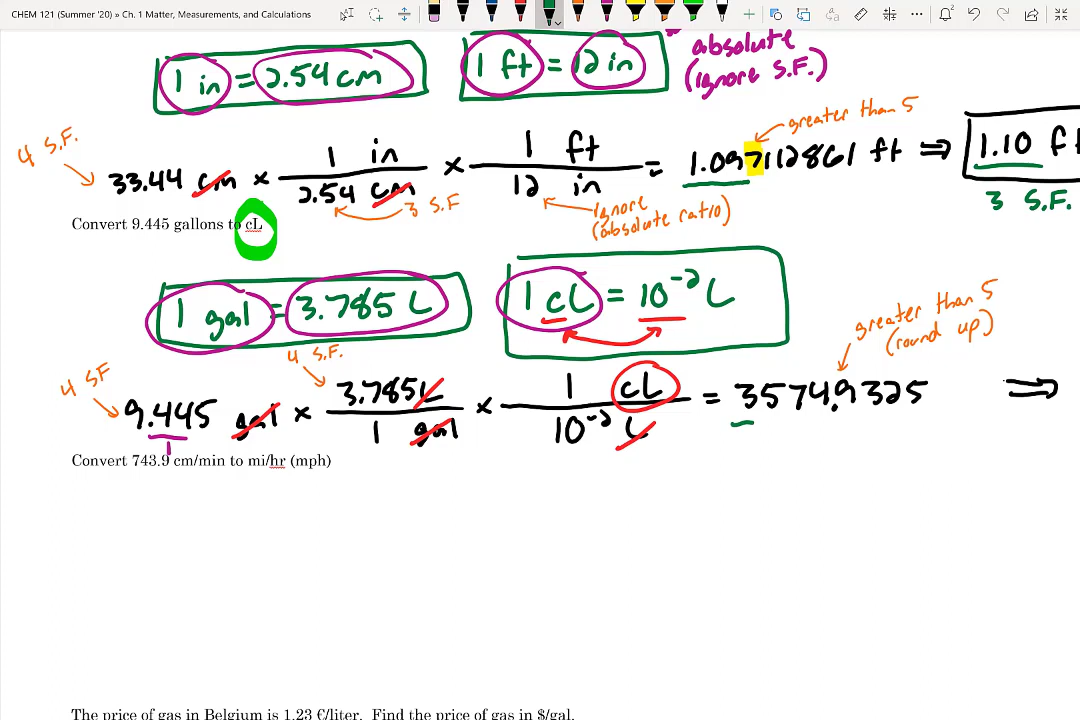 CHEM 121 (Summer '20) » Ch. 1 Matter, Measurements, and Calculations
1 in = 2.54 cm
1 ft = 12 in
absolute
(ignore S.F.)
4 S.F.
33.44 cm × 1 in / 2.54 cm × 1 ft / 12 in = 1.097112861 ft ⇒ 1.10 f
greater than 5
3 S.F
ignore
(absolute ratio)
3 S.F.
Convert 9.445 gallons to cL
1 gal = 3.785 L
1 cL = 10⁻² L
greater than 5
(round up)
4 SF
4 S.F.
9.445 gal × 3.785 L / 1 gal × 1 cL / 10⁻² L = 3574.9325 ⇒
Convert 743.9 cm/min to mi/hr (mph)
The price of gas in Belgium is 1.23 €/liter. Find the price of gas in $/gal.